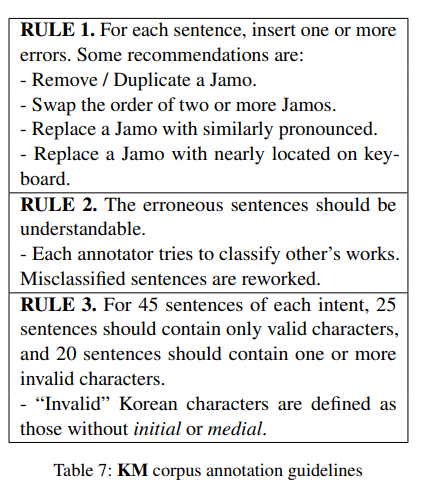 RULE 1. For each sentence, insert one or more
errors. Some recommendations are:
- Remove / Duplicate a Jamo.
- Swap the order of two or more Jamos.
- Replace a Jamo with similarly pronounced.
- Replace a Jamo with nearly located on key-
board.
RULE 2. The erroneous sentences should be
understandable.
- Each annotator tries to classify other's works.
Misclassified sentences are reworked.
RULE 3. For 45 sentences of each intent, 25
sentences should contain only valid characters,
and 20 sentences should contain one or more
invalid characters.
- “Invalid” Korean characters are defined as
those without initial or medial.
Table 7: KM corpus annotation guidelines